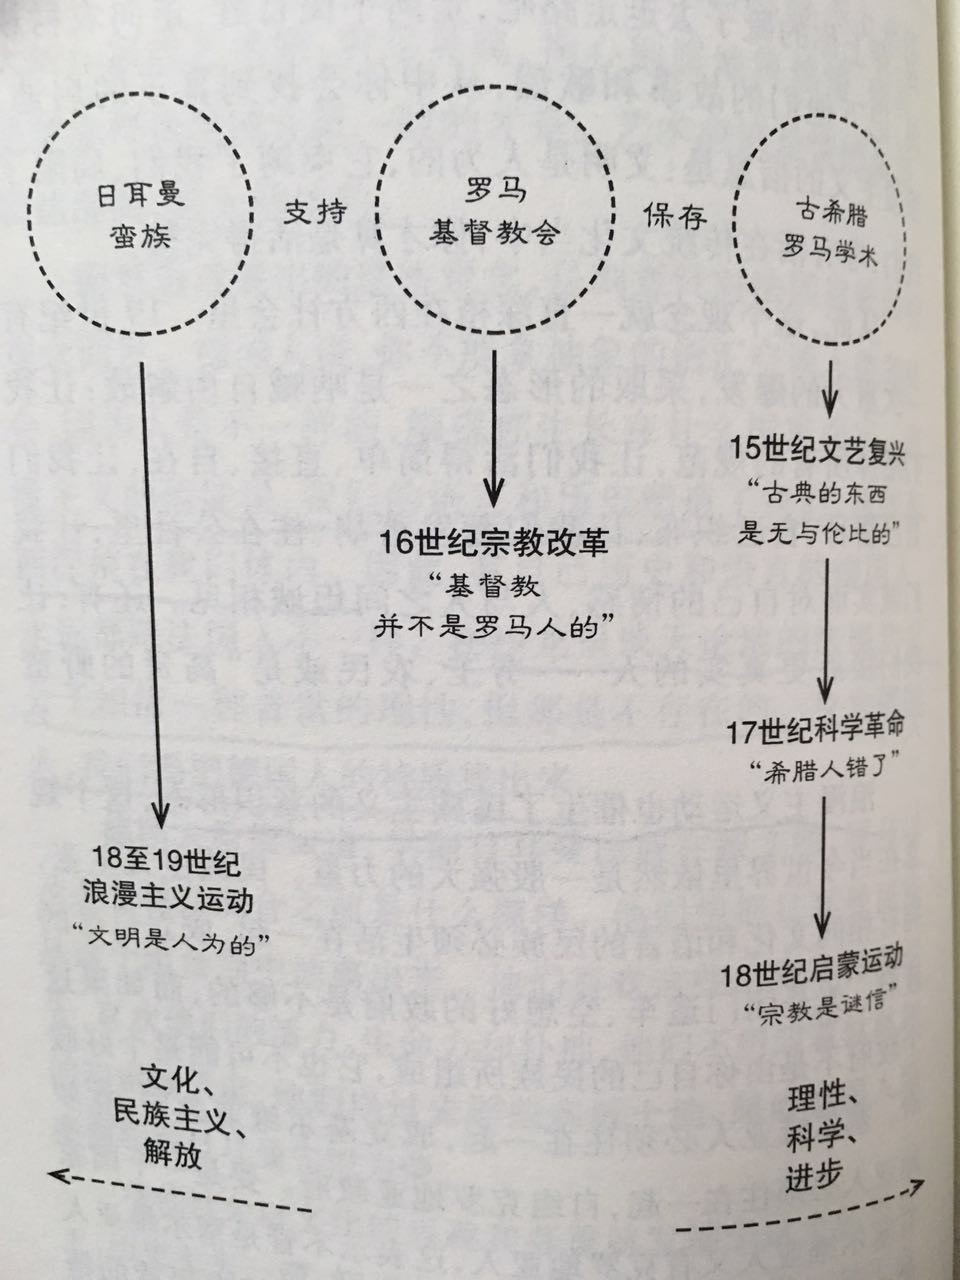 日耳曼
蛮族
支持
罗马
基督教会
保存
古希腊
罗马学术
15世纪文艺复兴
“古典的东西
是无与伦比的”
16世纪宗教改革
“基督教
并不是罗马人的”
17世纪科学革命
“希腊人错了”
18至19世纪
浪漫主义运动
“文明是人为的”
18世纪启蒙运动
“宗教是谜信”
文化、
民族主义、
解放
理性、
科学、
进步